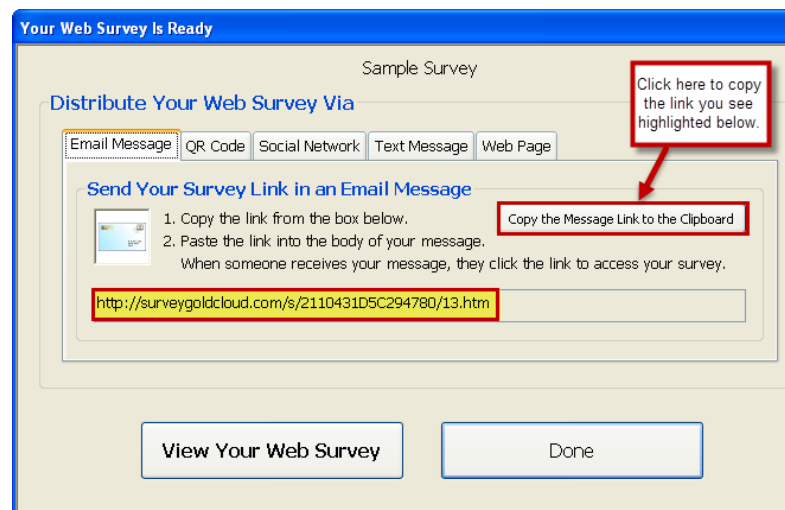 Your Web Survey Is Ready
Sample Survey
Click here to copy
the link you see
highlighted below.
Distribute Your Web Survey Via
Email Message QR Code Social Network Text Message Web Page
Send Your Survey Link in an Email Message
1. Copy the link from the box below.
Copy the Message Link to the Clipboard
2. Paste the link into the body of your message.
When someone receives your message, they click the link to access your survey.
http://surveygoldcloud.com/s/2110431D5C294780/13.htm
View Your Web Survey
Done